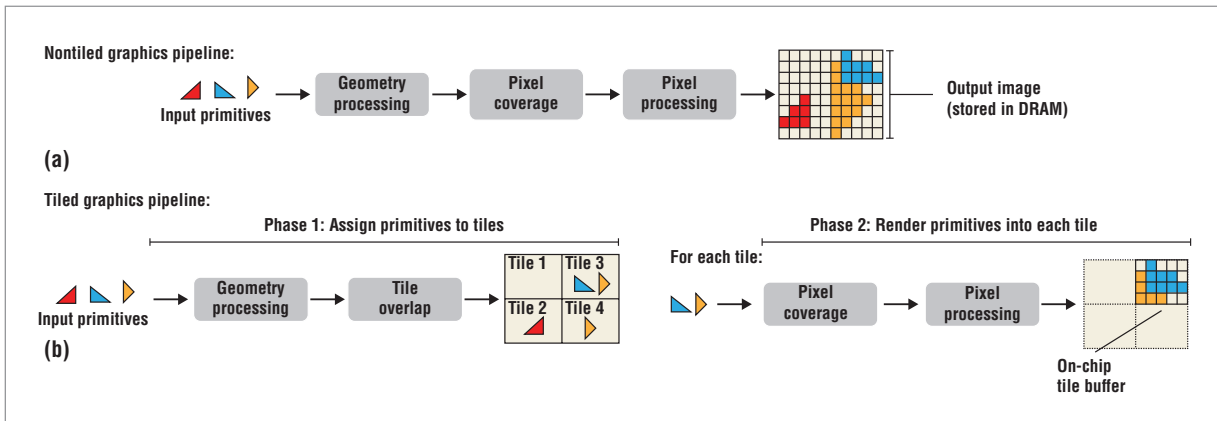 Nontiled graphics pipeline:
Input primitives
Geometry
processing
Pixel
coverage
Pixel
processing
Output image
(stored in DRAM)
(a)
Tiled graphics pipeline:
Phase 1: Assign primitives to tiles
Input primitives
Geometry
processing
Tile
overlap
Tile 1
Tile 3
Tile 2
Tile 4
(b)
Phase 2: Render primitives into each tile
For each tile:
Pixel
coverage
Pixel
processing
On-chip
tile buffer